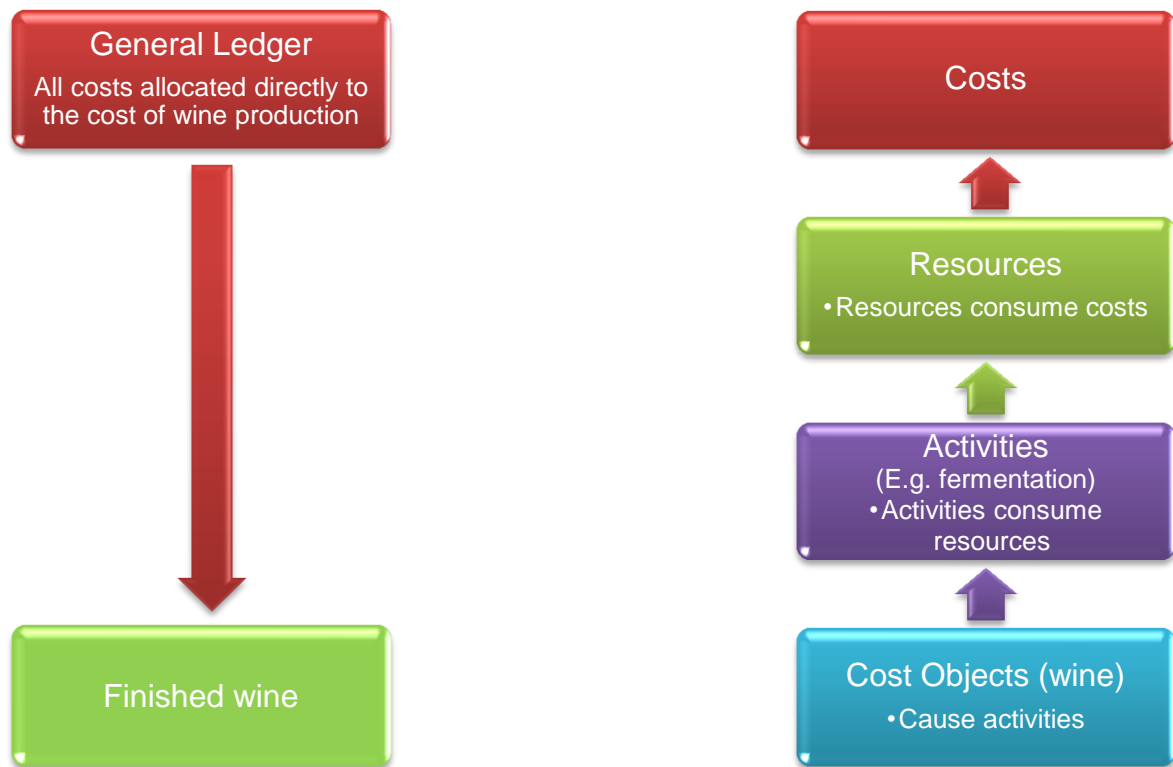 General Ledger
All costs allocated directly to
the cost of wine production
Finished wine
Costs
Resources
•Resources consume costs
Activities
(E.g. fermentation)
•Activities consume
resources
Cost Objects (wine)
•Cause activities